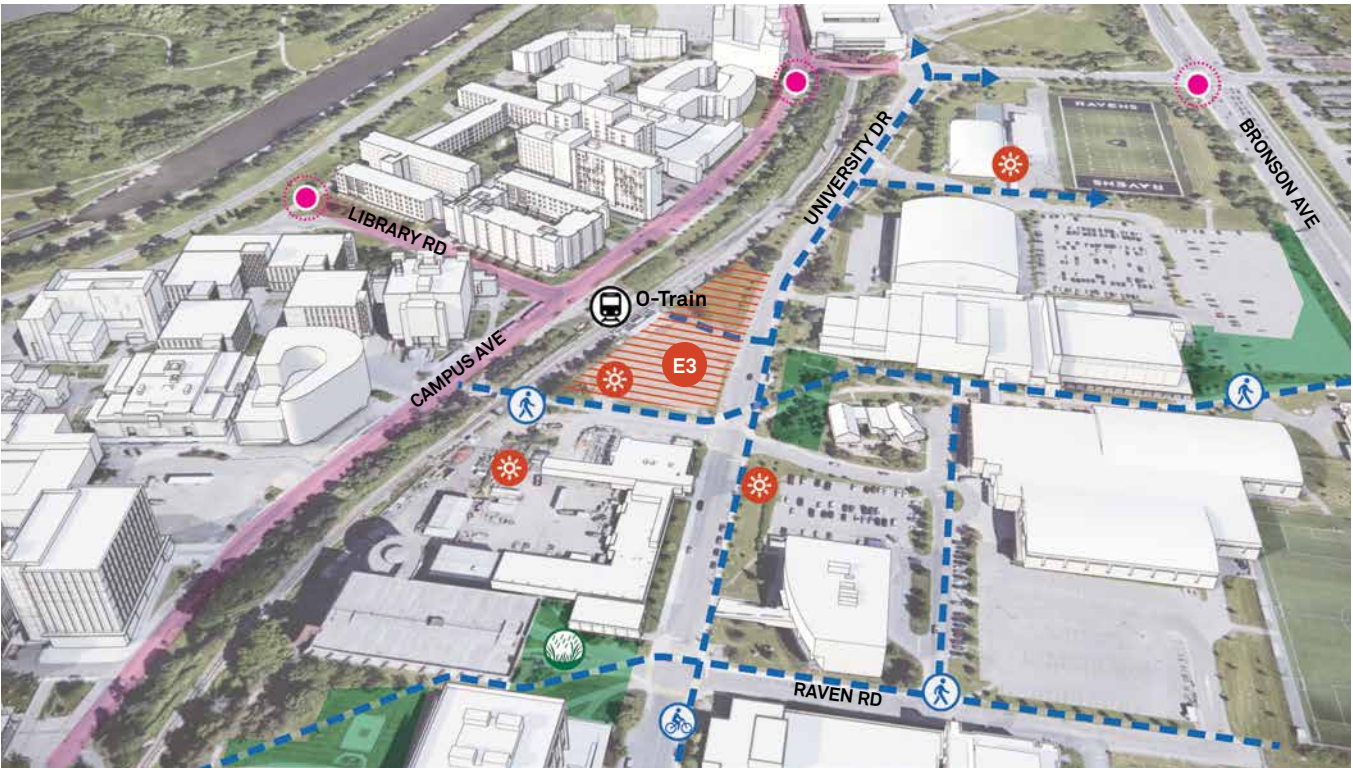 RAVENS
UNIVERSITY DR
BRONSON AVE
RAVENS
LIBRARY RD
O-Train
E3
CAMPUS AVE
RAVEN RD